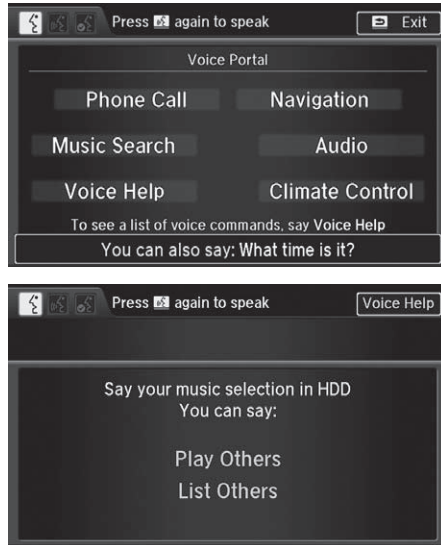 Press again to speak
Exit
Voice Portal
Phone Call Navigation
Music Search Audio
Voice Help Climate Control
To see a list of voice commands, say Voice Help
You can also say: What time is it?
Press again to speak
Voice Help
Say your music selection in HDD
You can say:
Play Others
List Others